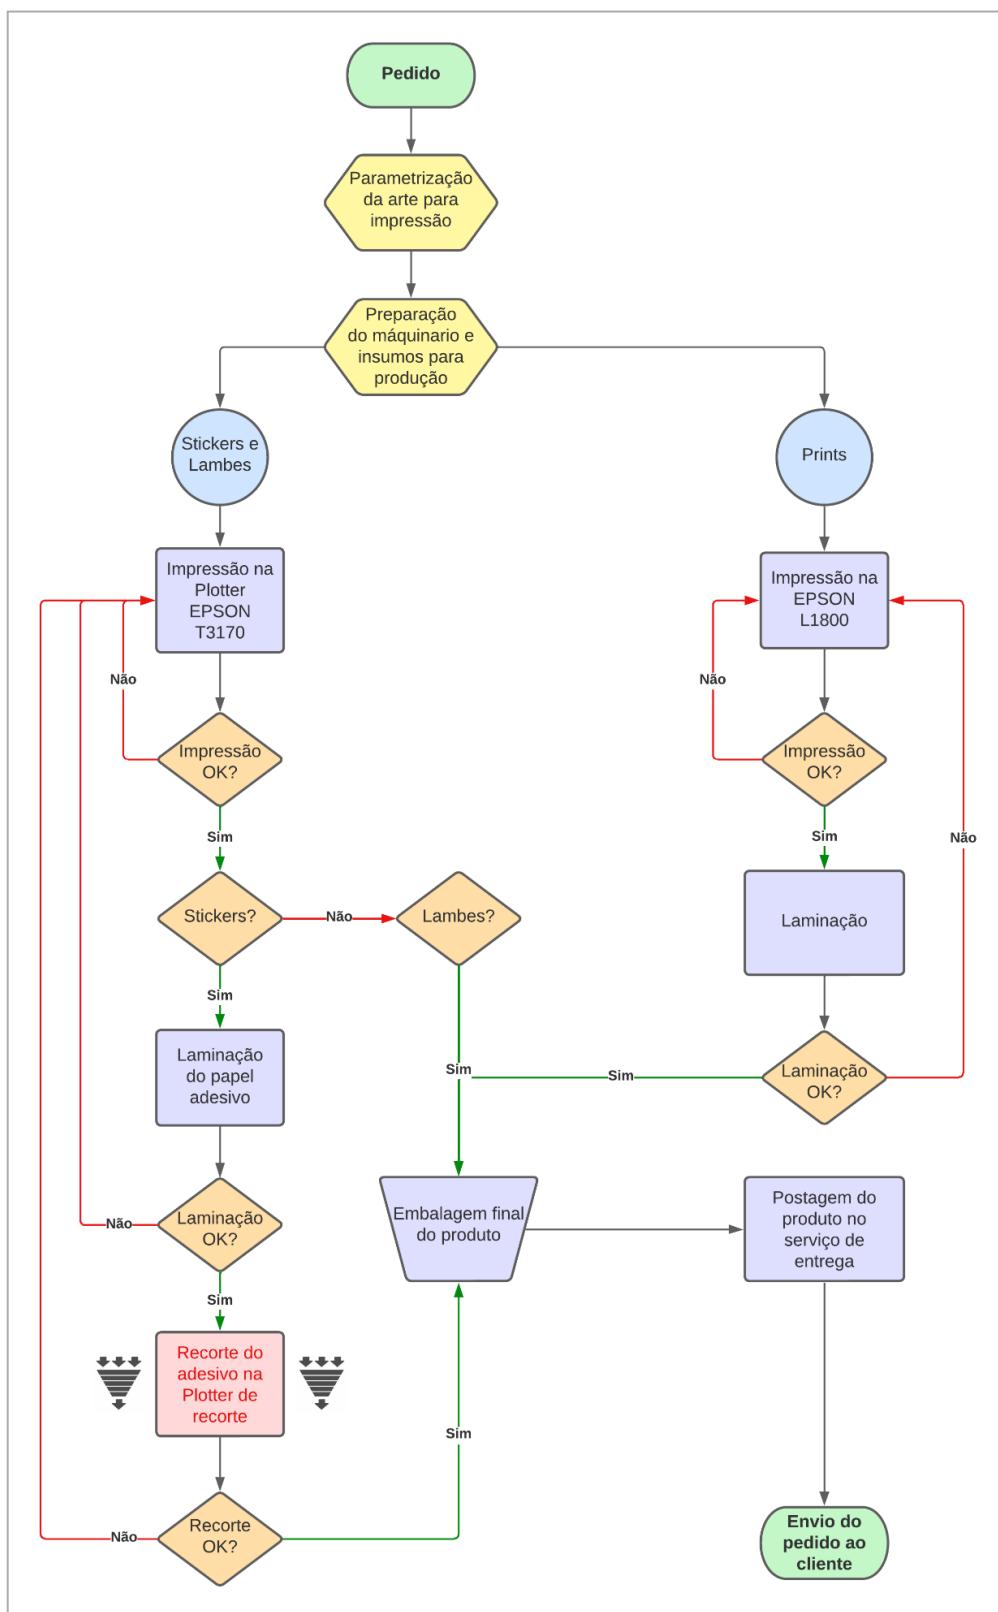 Pedido
Parametrização
da arte para
impressão
Preparação
do máquinario e
insumos para
produção
Stickers e
Lambes
Prints
Impressão na
Plotter
EPSON
T3170
Impressão na
EPSON
L1800
Não
Não
Impressão
OK?
Impressão
OK?
Sim
Sim
Não
Stickers?
Não
Lambes?
Laminação
Sim
Laminação
do papel
adesivo
Sim
Sim
Laminação
OK?
Não
Laminação
OK?
Embalagem final
do produto
Postagem do
produto no
serviço de
entrega
Sim
Recorte do
adesivo na
Plotter de
recorte
Sim
Não
Recorte
OK?
Envio do
pedido ao
cliente